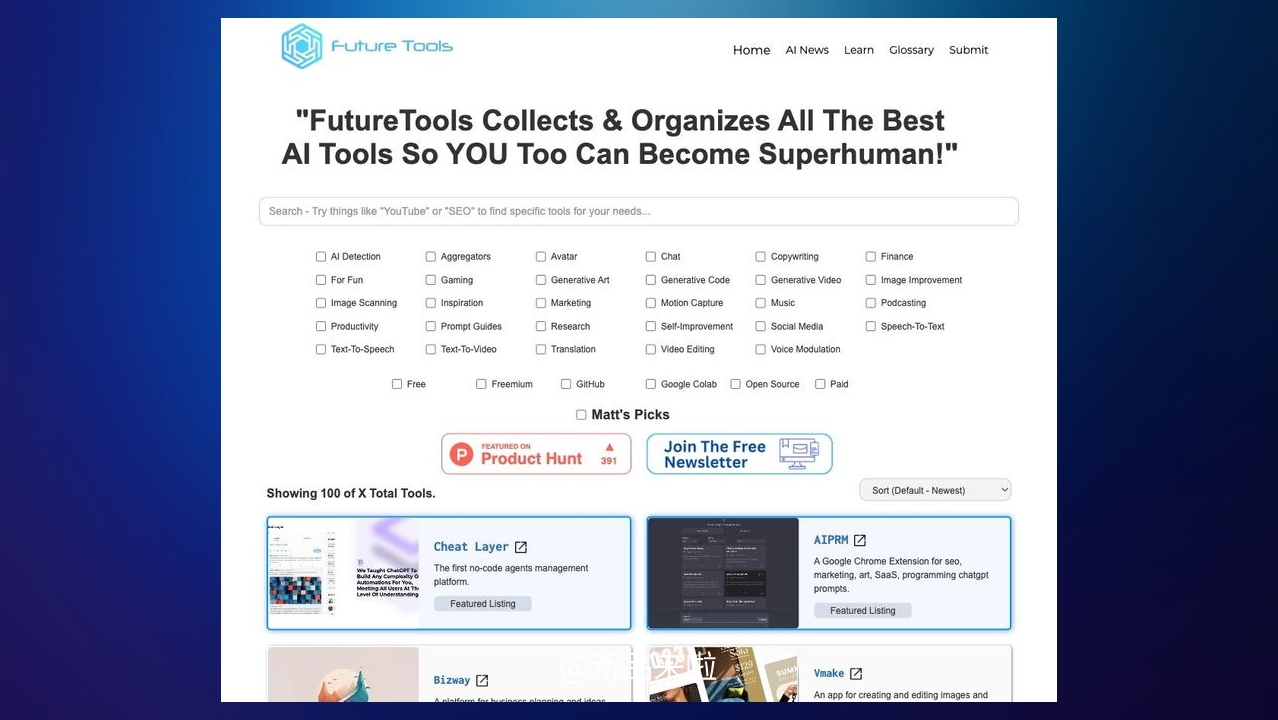 Future Tools
Home AI News Learn Glossary Submit
"FutureTools Collects & Organizes All The Best
AI Tools So YOU Too Can Become Superhuman!"
Search - Try things like "YouTube" or "SEO" to find specific tools for your needs...
AI Detection Aggregators Avatar Chat Copywriting Finance
For Fun Gaming Generative Art Generative Code Generative Video Image Improvement
Image Scanning Inspiration Marketing Motion Capture Music Podcasting
Productivity Prompt Guides Research Self-Improvement Social Media Speech-To-Text
Text-To-Speech Text-To-Video Translation Video Editing Voice Modulation
Free Freemium GitHub Google Colab Open Source Paid
Matt's Picks
P FEATURED ON
Product Hunt 391
Join The Free
Newsletter
Showing 100 of X Total Tools.
Sort (Default - Newest)
We Taught ChatGPT To
Build Any Complexity O
Automations For You,
Meeting All Users At Th
Level Of Understanding
Cheat Layer
The first no-code agents management
platform.
Featured Listing
AIPRM
A Google Chrome Extension for seo,
marketing, art, SaaS, programming chatgpt
prompts.
Featured Listing
Bizway
A platform for business planning and ideas
Vmake
An app for creating and editing images and
@新品来啦